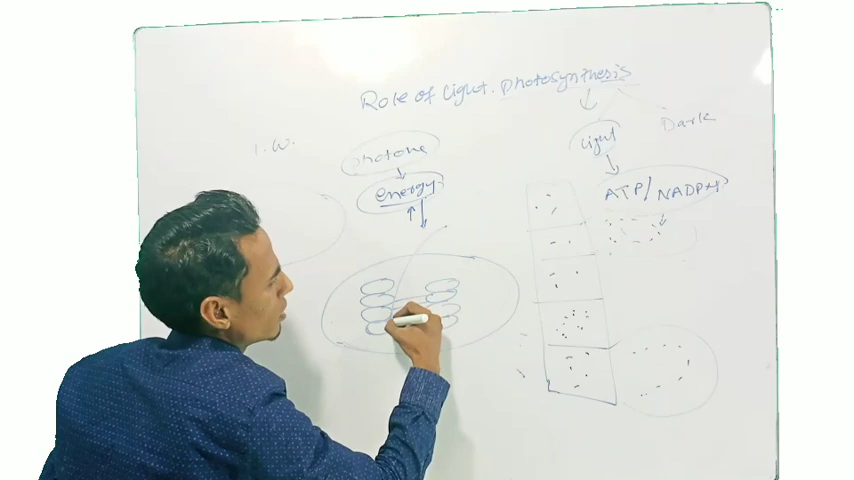 Role of Light. photosynthesis
Light
Dark
photone
energy
ATP/NADPH